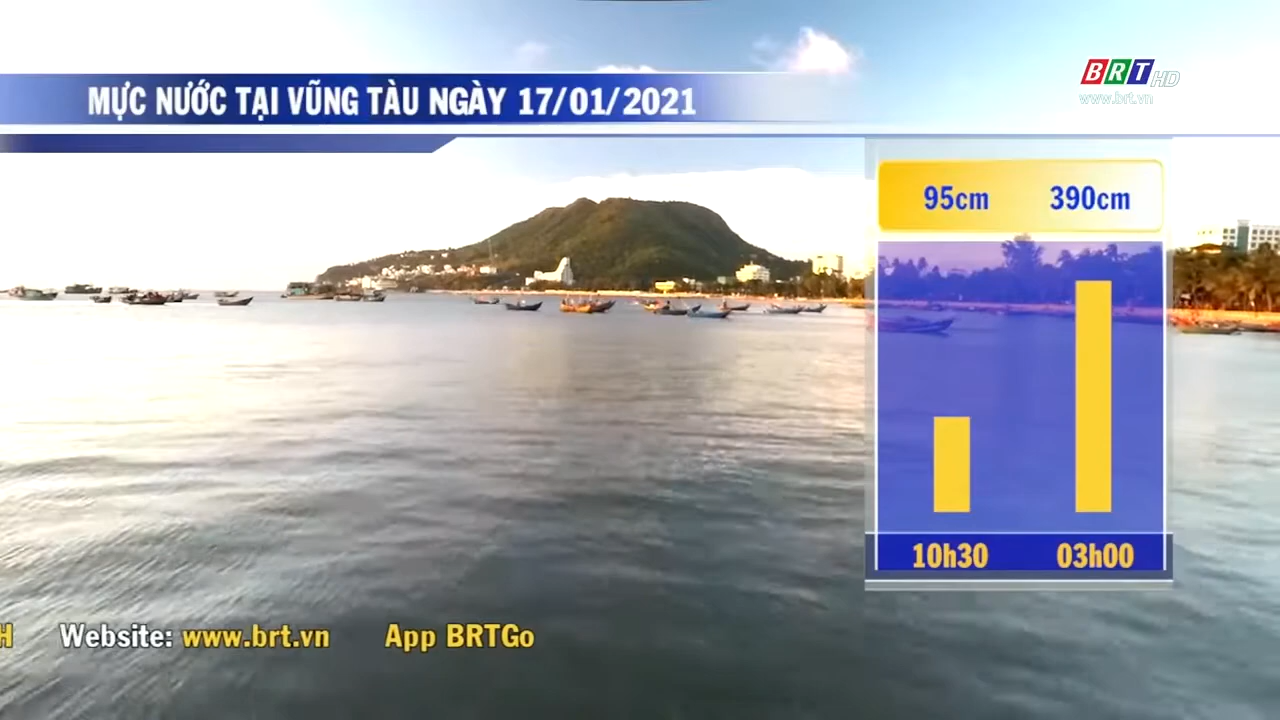 BRT HD
www.brt.vn
MỰC NƯỚC TẠI VŨNG TÀU NGÀY 17/01/2021
95cm 390cm
10h30 03h00
H Website: www.brt.vn App BRTGo